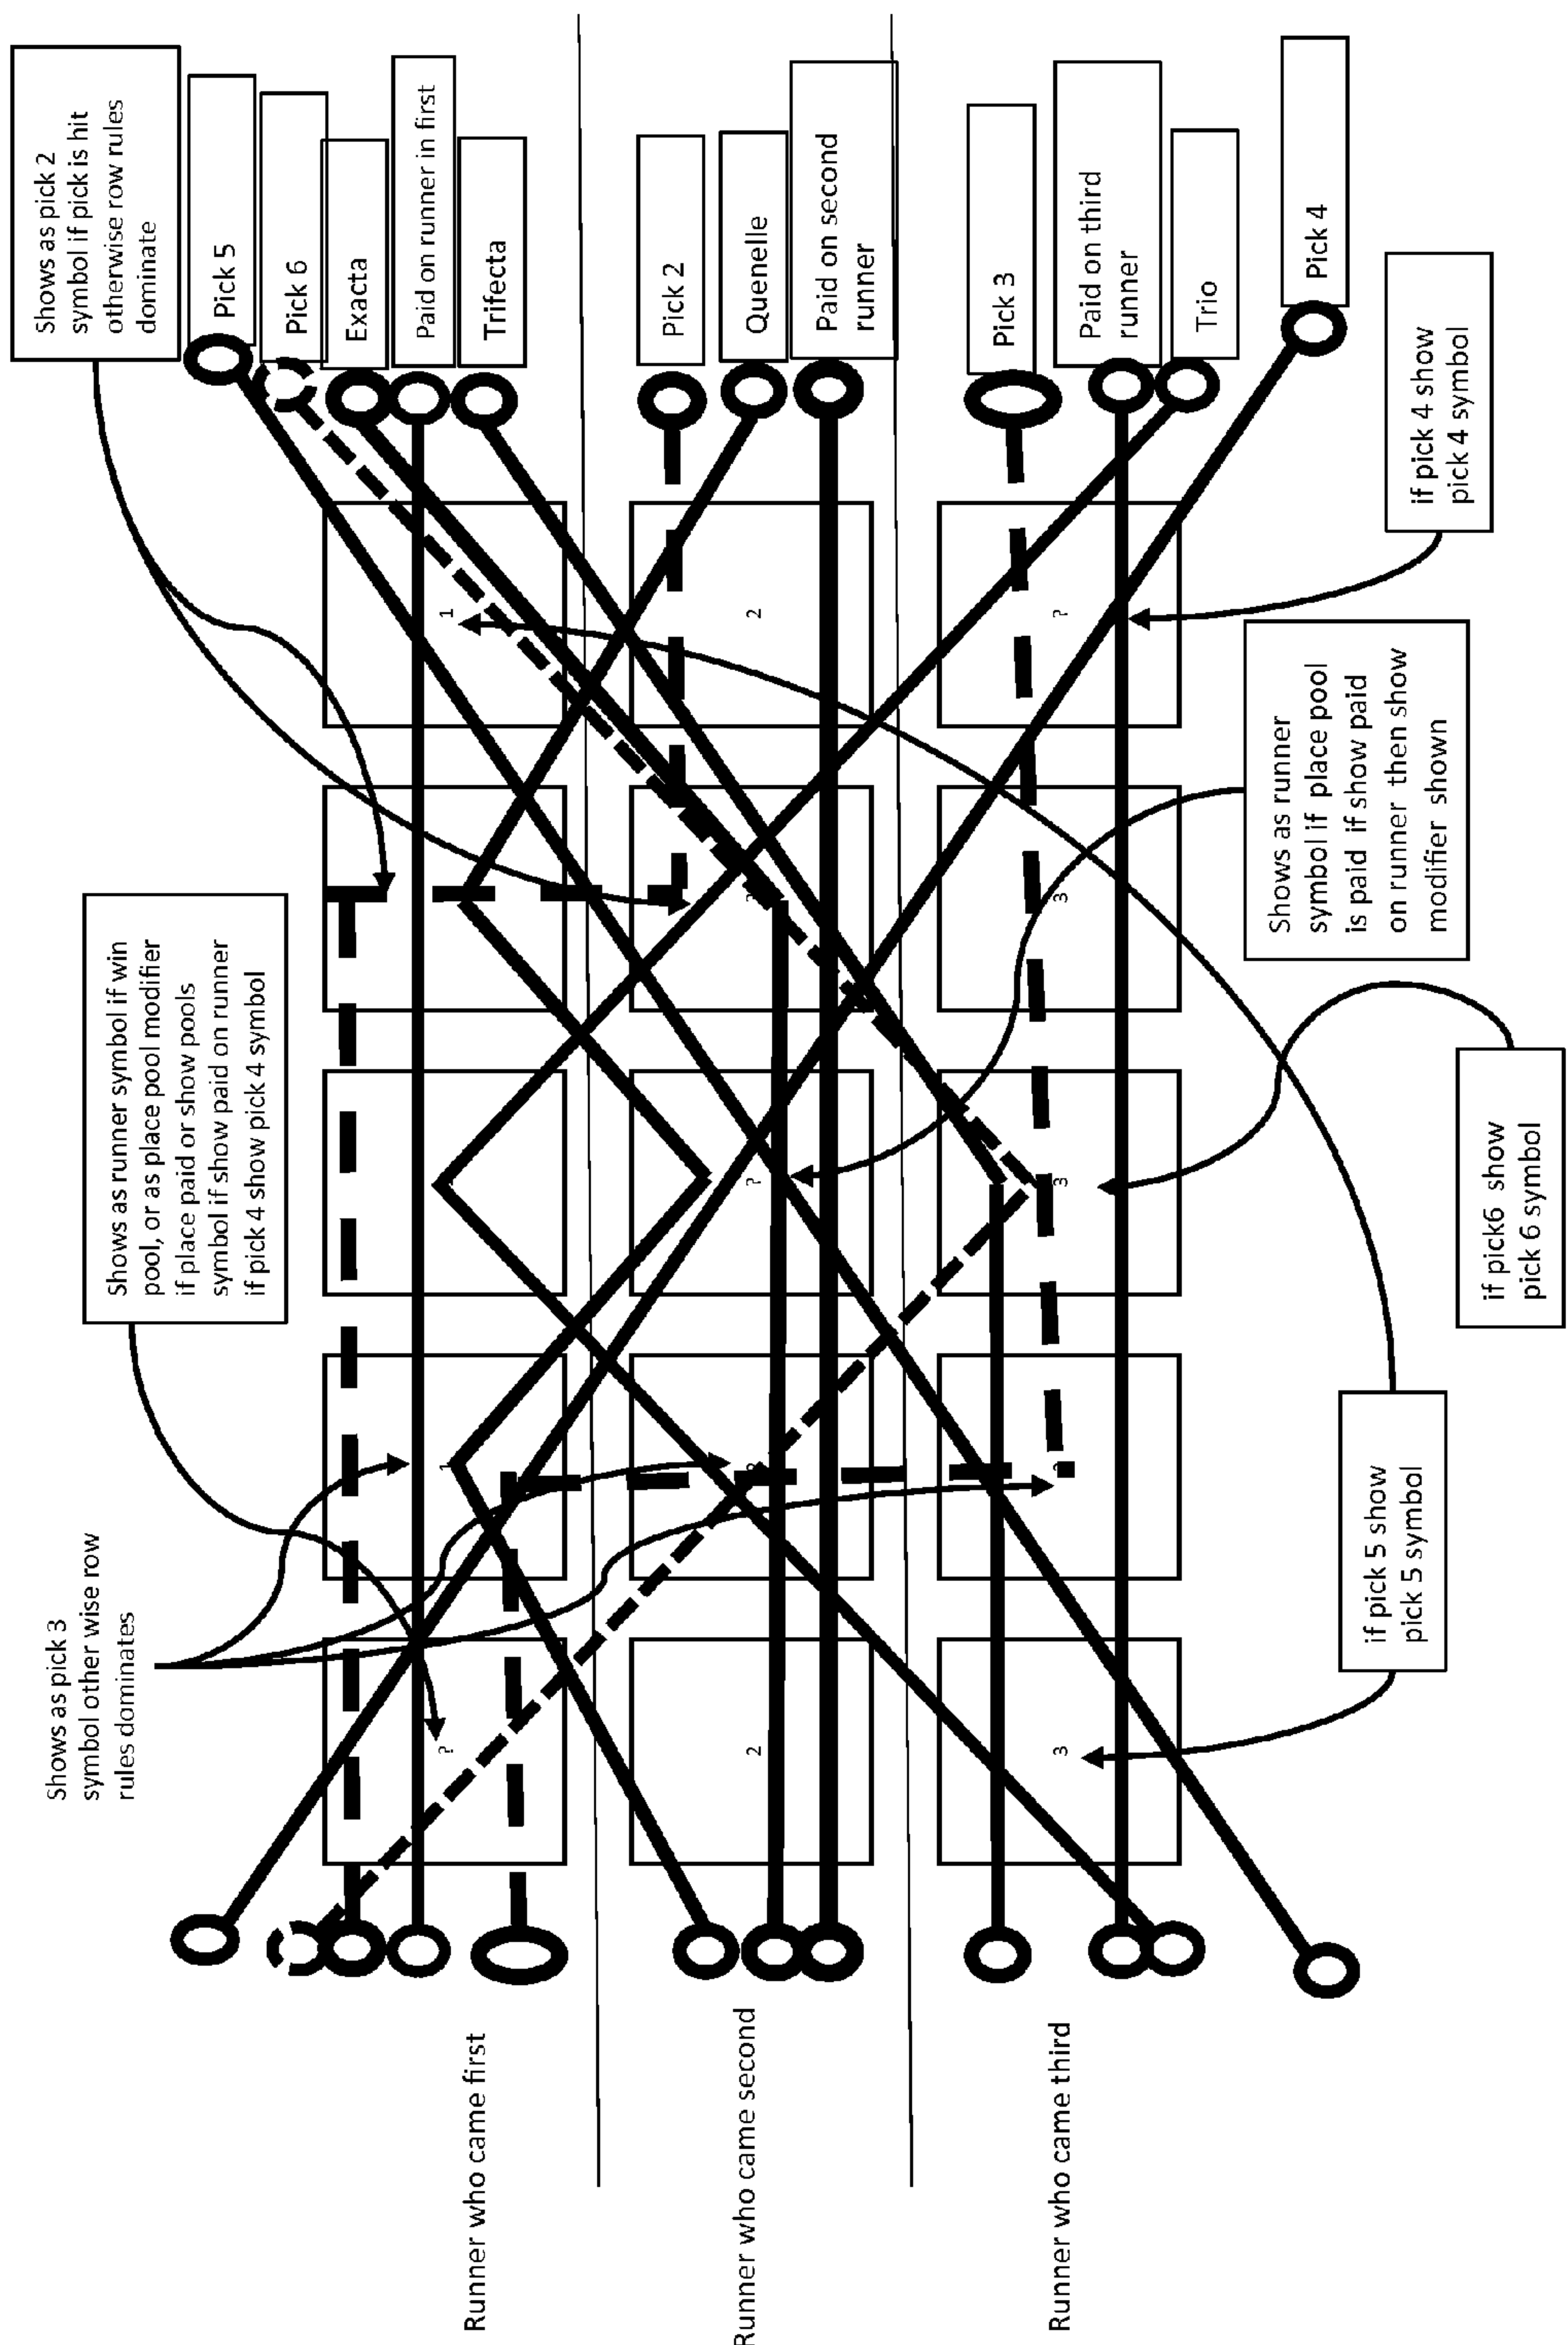 Shows as pick 3
symbol other wise row
rules dominates
Shows as runner symbol if win
pool, or as place pool modifier
if place paid or show pools
symbol if show paid on runner
if pick 4 show pick 4 symbol
Shows as pick 2
symbol if pick is hit
otherwise row rules
dominate
Pick 5
Pick 6
Exacta
Paid on runner in first
Trifecta
Pick 2
Quenelle
Paid on second
runner
Pick 3
Paid on third
runner
Trio
Pick 4
Runner who came first
?
1
1
Runner who came second
2
?
2
Runner who came third
3
3
3
?
if pick 5 show
pick 5 symbol
if pick6 show
pick 6 symbol
Shows as runner
symbol if place pool
is paid if show paid
on runner then show
modifier shown
if pick 4 show
pick 4 symbol